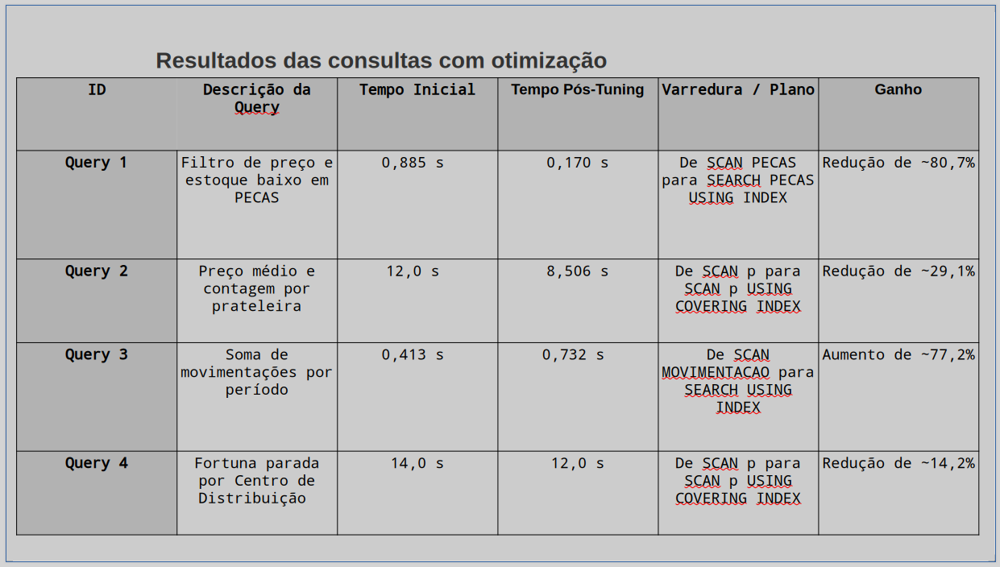 Resultados das consultas com otimização
ID
Descrição da
Query
Tempo Inicial
Tempo Pós-Tuning
Varredura / Plano
Ganho
Query 1
Filtro de preço e
estoque baixo em
PECAS
0,885 s
0,170 s
De SCAN PECAS
para SEARCH PECAS
USING INDEX
Redução de ~80,7%
Query 2
Preço médio e
contagem por
prateleira
12,0 s
8,506 s
De SCAN p para
SCAN p USING
COVERING INDEX
Redução de ~29,1%
Query 3
Soma de
movimentações por
período
0,413 s
0,732 s
De SCAN
MOVIMENTACAO para
SEARCH USING
INDEX
Aumento de ~77,2%
Query 4
Fortuna parada
por Centro de
Distribuição
14,0 s
12,0 s
De SCAN p para
SCAN p USING
COVERING INDEX
Redução de ~14,2%